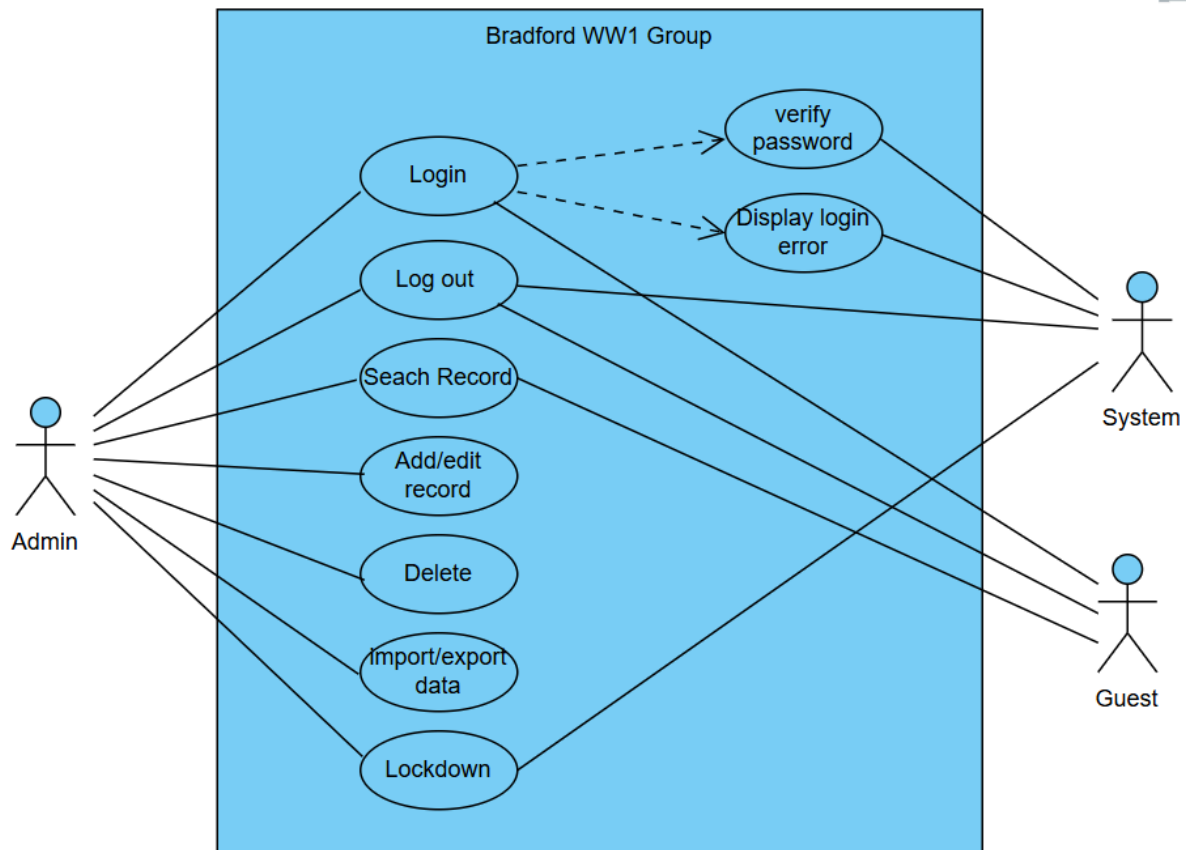 Bradford WW1 Group
verify
password
Login
Display login
error
Log out
Seach Record
System
Add/edit
record
Admin
Delete
import/export
data
Guest
Lockdown